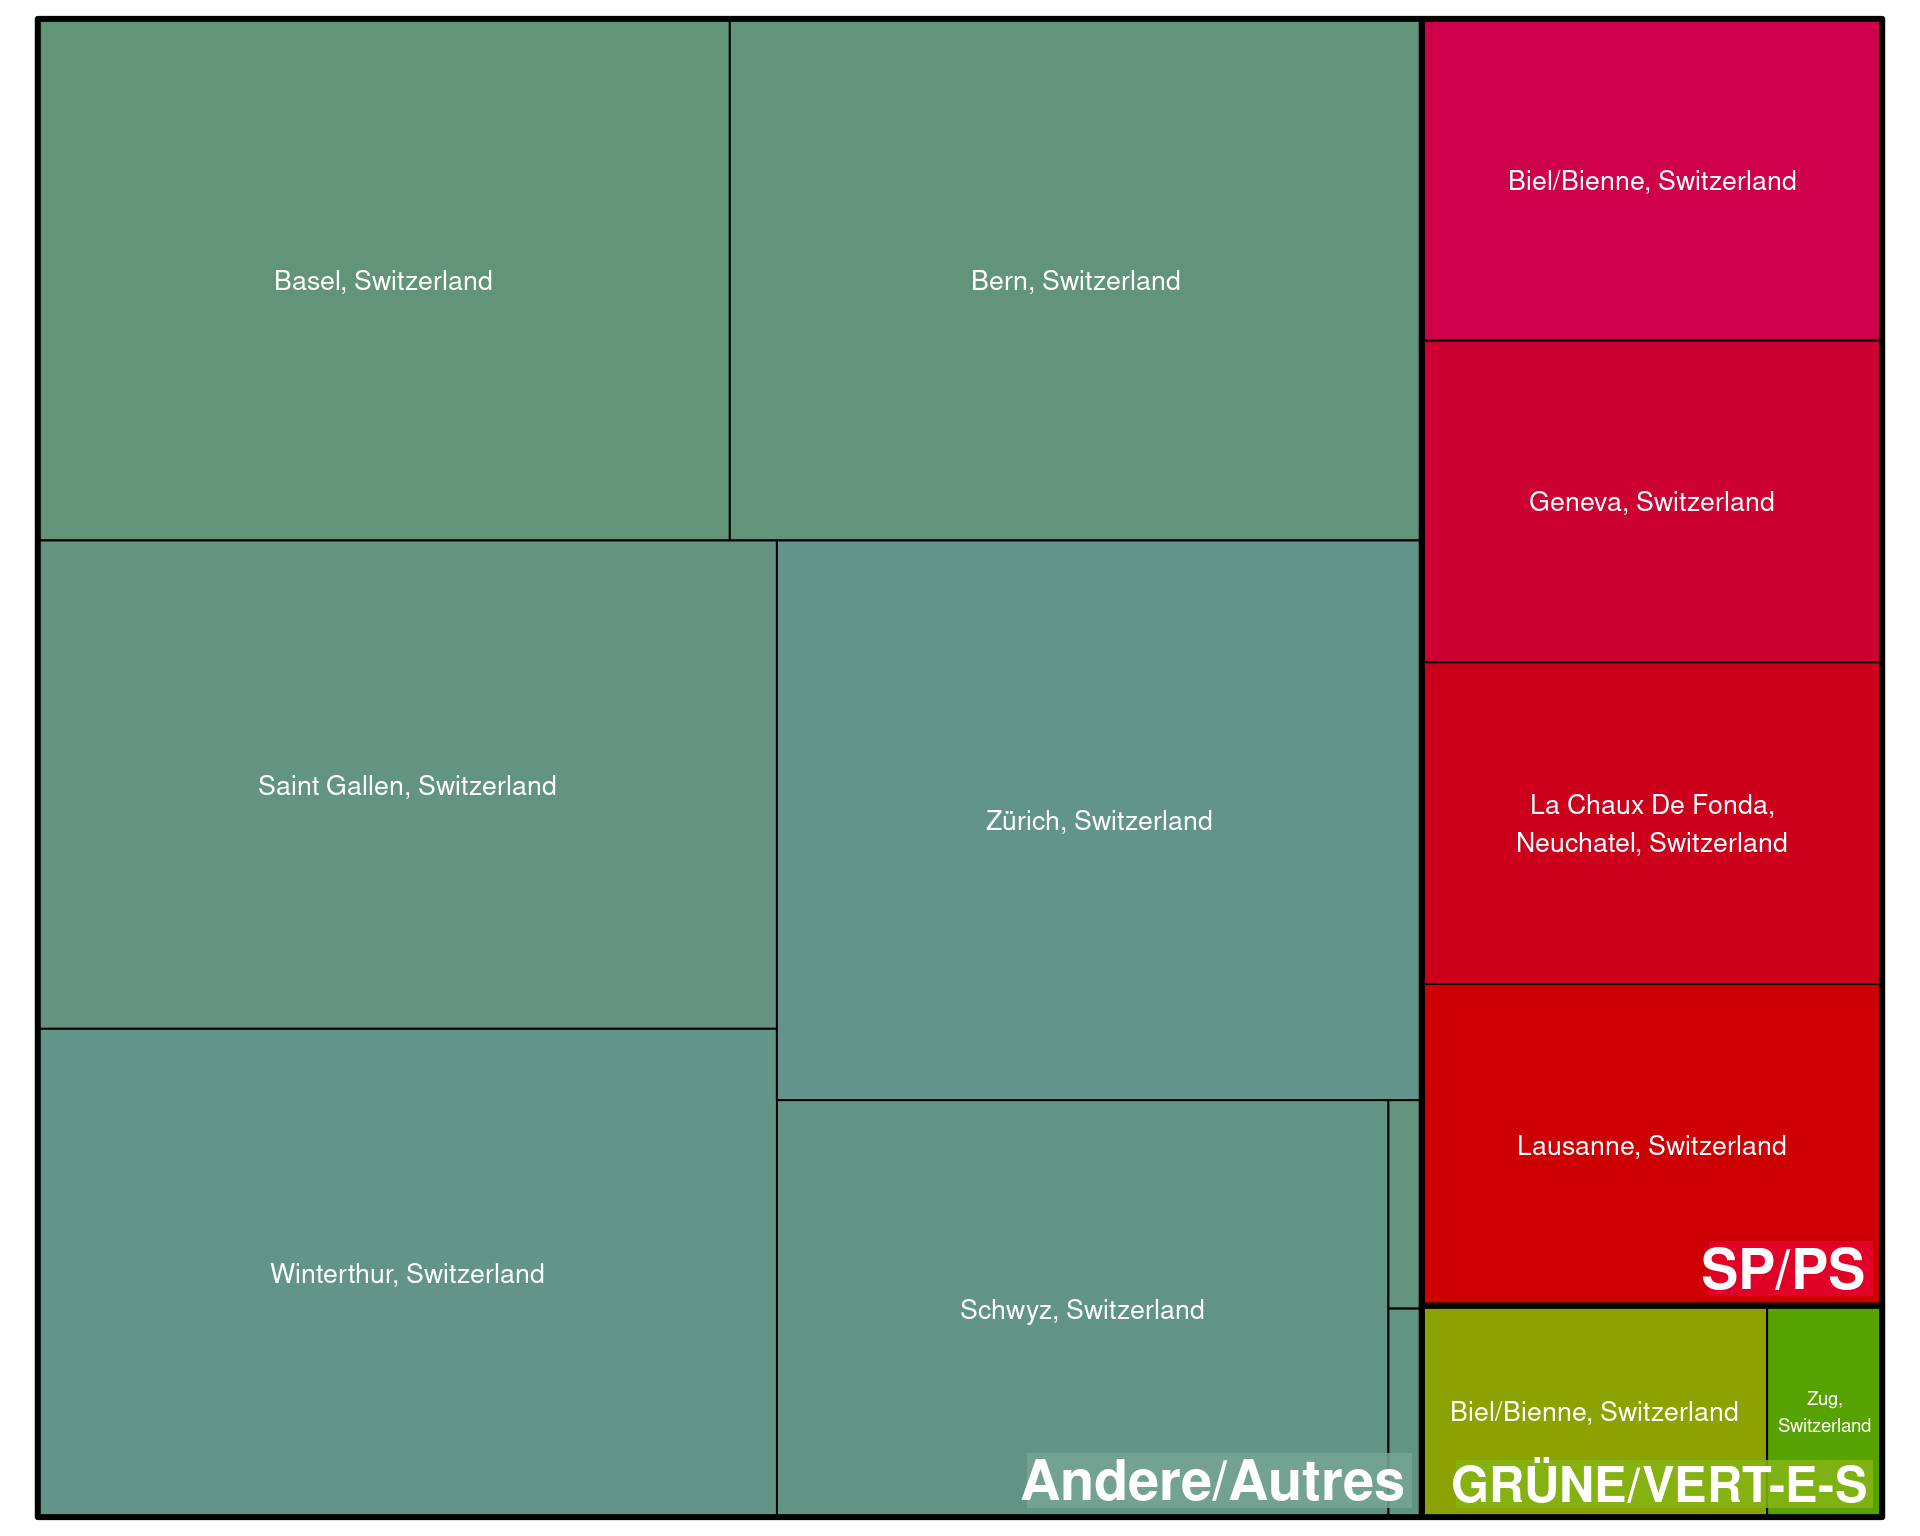 Basel, Switzerland
Bern, Switzerland
Saint Gallen, Switzerland
Zürich, Switzerland
Winterthur, Switzerland
Schwyz, Switzerland
Andere/Autres
Biel/Bienne, Switzerland
Geneva, Switzerland
La Chaux De Fonda,
Neuchatel, Switzerland
Lausanne, Switzerland
SP/PS
Biel/Bienne, Switzerland
Zug,
Switzerland
GRÜNE/VERT-E-S